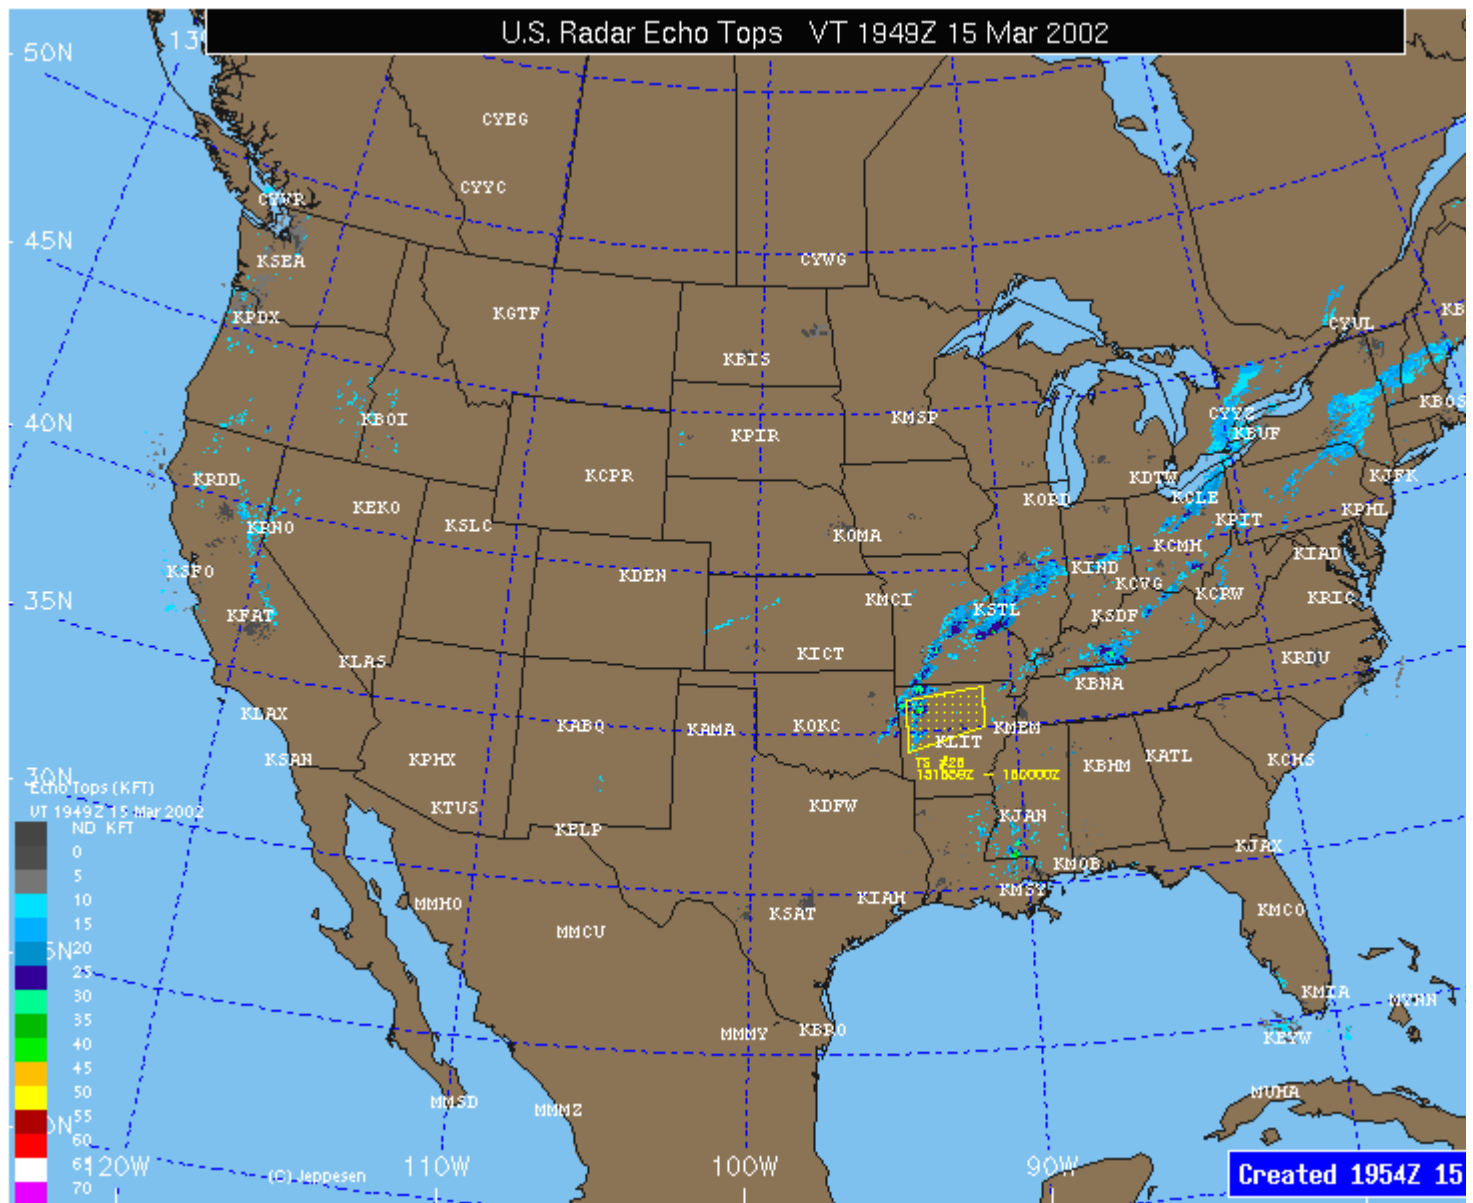 U.S. Radar Echo Tops VT 1949Z 15 Mar 2002
50N
CYEG
CYYC
CYVR
45N
KSEA
CYWG
KPDX
KGTF
CYUL
KBIS
40N
KBOI
KMSP
CYYZ
KBOS
KPIR
KBUF
KRDD
KCPR
KDTW
KJFK
KEKO
KORD
KCLE
KRNO
KSLC
KPIT
KPHL
KOMA
KCMH
KIAD
KSFO
KDEN
KIND
KCVG
35N
KMCI
KSTL
KCRW
KRIC
KFAT
KSDF
KLAS
KICT
KRDU
KBNA
KLAX
KABQ
KAMA
KOKC
KMEM
KLIT
KSAN
KPHX
KBHM
KATL
KCHS
30N
TS #26
Echo Tops (KFT)
VT 1949Z 15 Mar 2002
KTUS
KDFW
KJAN
KELP
KJAX
KMOB
KMSY
MMHO
KSAT
KIAH
KMCO
MMCU
KMIA
MYNN
MMMY
KBRO
KEYW
MMSD
MMMZ
MUHA
ND KFT
0
5
10
15
20
25
30
35
40
45
50
55
60
65
70
120W
110W
100W
90W
(C) Jeppesen
Created 1954Z 15